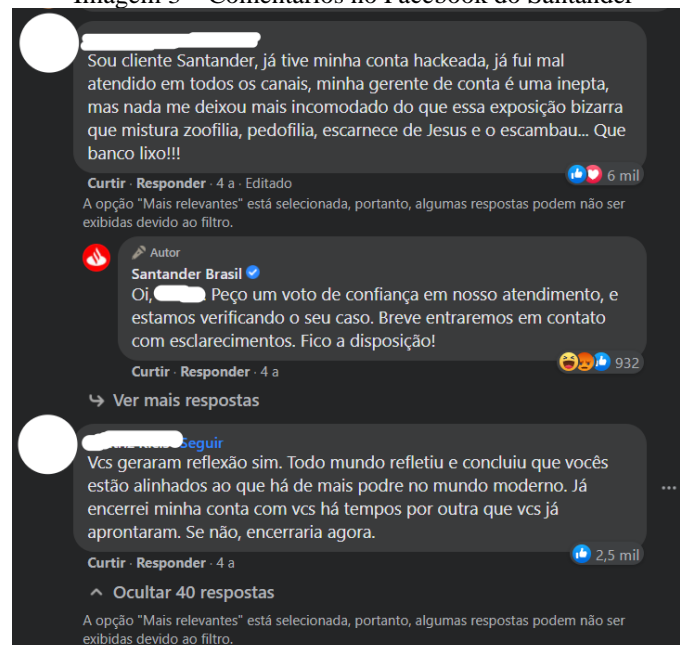 Imagem 3 – Comentários no Facebook do Santander
Sou cliente Santander, já tive minha conta hackeada, já fui mal
atendido em todos os canais, minha gerente de conta é uma inepta,
mas nada me deixou mais incomodado do que essa exposição bizarra
que mistura zoofilia, pedofilia, escarnece de Jesus e o escambau... Que
banco lixo!!!
6 mil
Curtir · Responder · 4 a · Editado
A opção "Mais relevantes" está selecionada, portanto, algumas respostas podem não ser
exibidas devido ao filtro.
Autor
Santander Brasil
Oi, Peço um voto de confiança em nosso atendimento, e
estamos verificando o seu caso. Breve entraremos em contato
com esclarecimentos. Fico a disposição!
932
Curtir · Responder · 4 a
Ver mais respostas
Seguir
Vcs geraram reflexão sim. Todo mundo refletiu e concluiu que vocês
estão alinhados ao que há de mais podre no mundo moderno. Já
encerrei minha conta com vcs há tempos por outra que vcs já
aprontaram. Se não, encerraria agora.
2,5 mil
Curtir · Responder · 4 a
Ocultar 40 respostas
A opção "Mais relevantes" está selecionada, portanto, algumas respostas podem não ser
exibidas devido ao filtro.